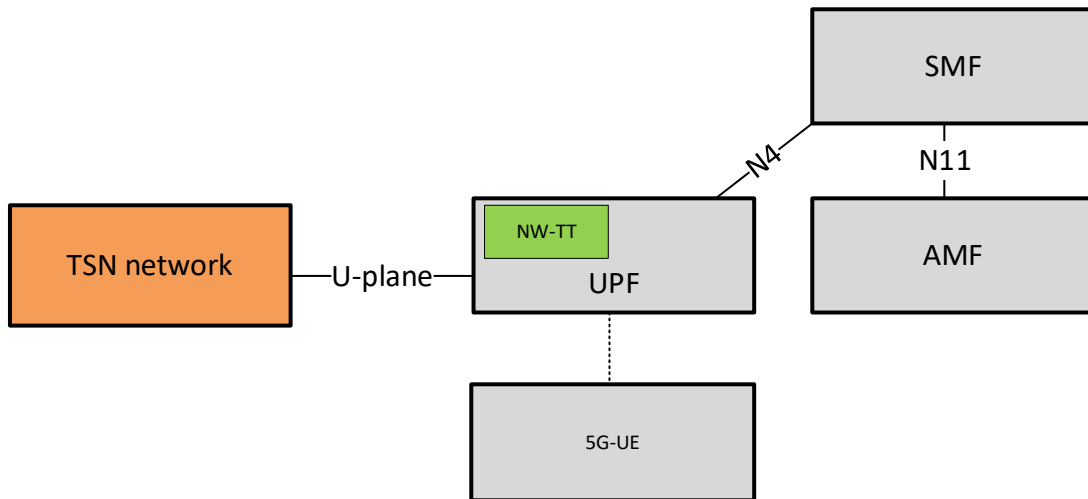 SMF
N4
N11
NW-TT
TSN network
U-plane
UPF
AMF
5G-UE